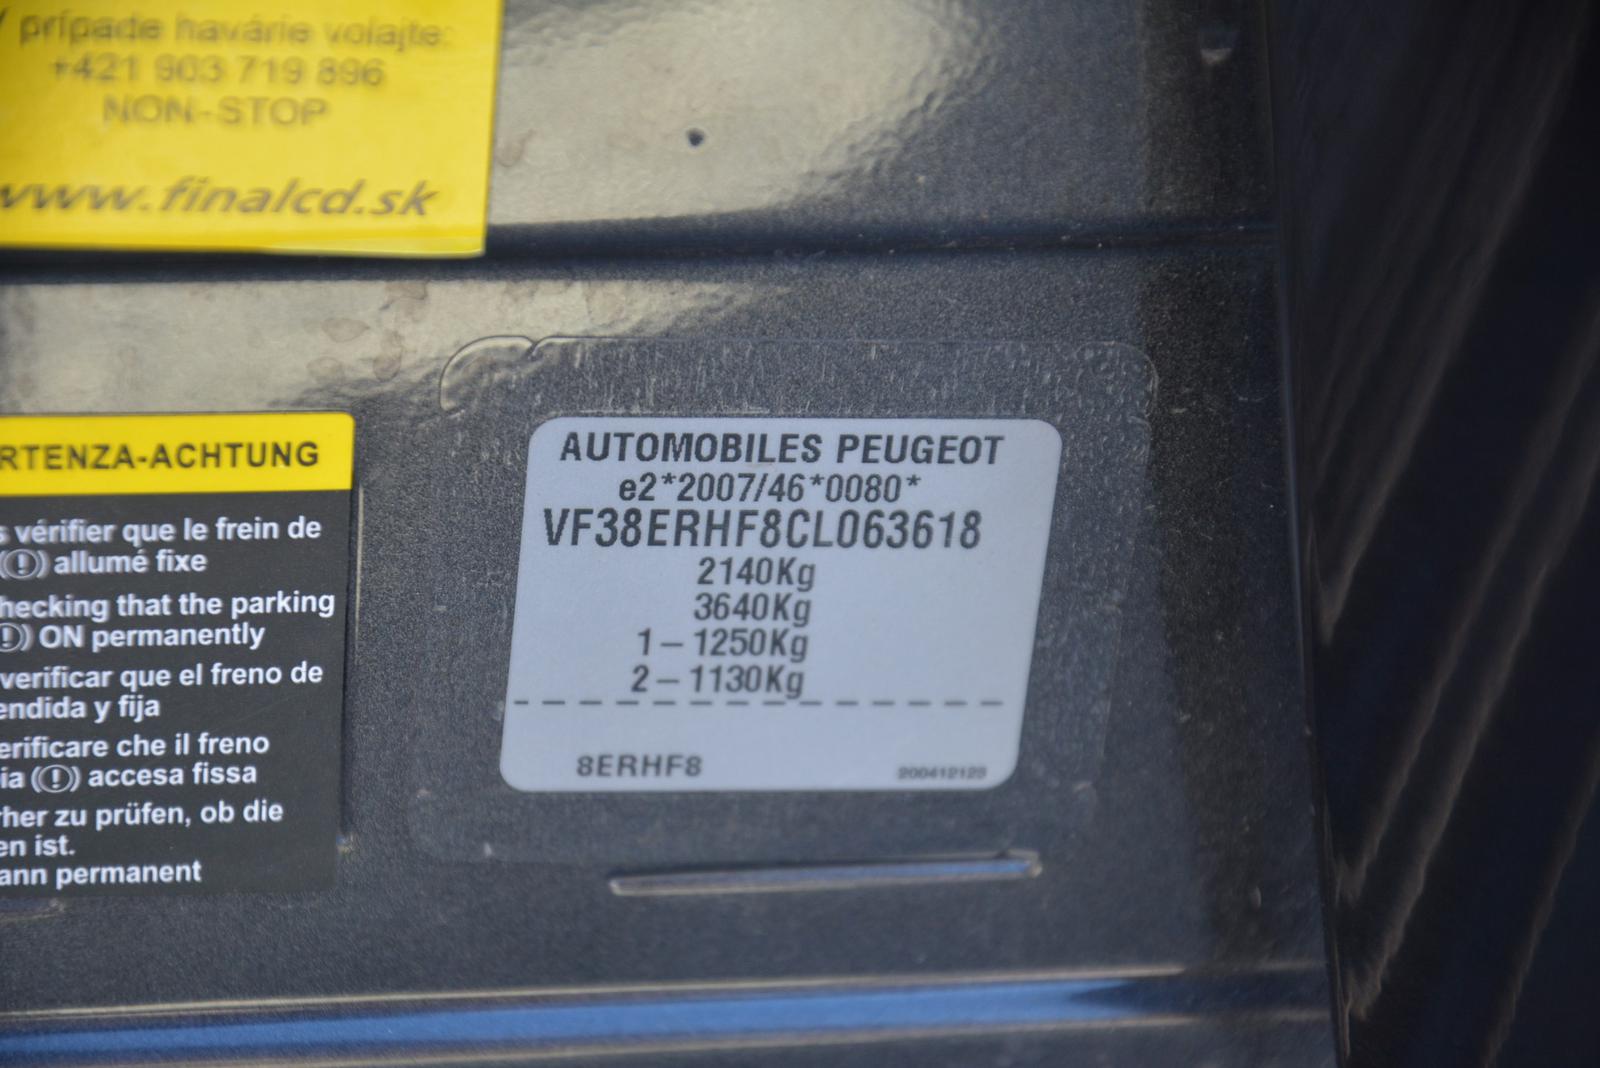 prípade havárie volajte:
+421 903 719 896
NON-STOP
www.finalcd.sk
RTENZA-ACHTUNG
s vérifier que le frein de
(!) allumé fixe
hecking that the parking
(!) ON permanently
verificar que el freno de
endida y fija
erificare che il freno
ia (!) accesa fissa
rher zu prüfen, ob die
en ist.
ann permanent
AUTOMOBILES PEUGEOT
e2*2007/46*0080*
VF38ERHF8CL063618
2140Kg
3640Kg
1 – 1250Kg
2 – 1130Kg
8ERHF8